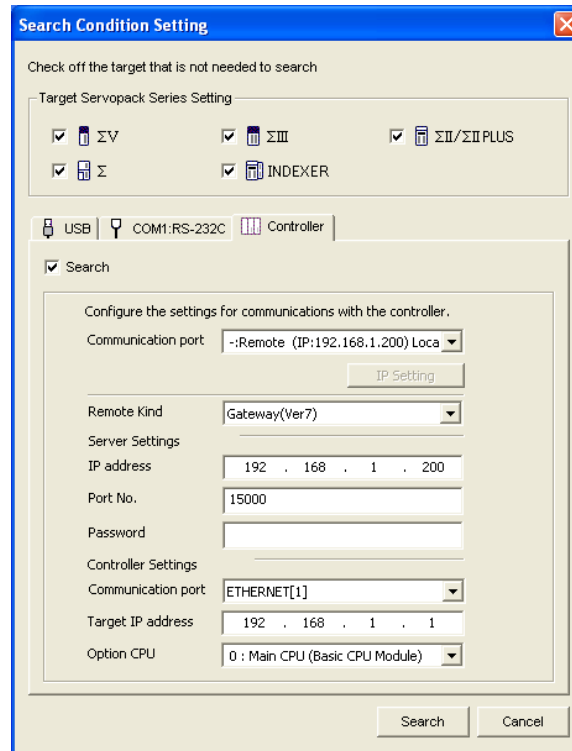 Search Condition Setting
Check off the target that is not needed to search
Target Servopack Series Setting
ΣV ΣIII ΣII/ΣII PLUS
Σ INDEXER
USB COM1:RS-232C Controller
Search
Configure the settings for communications with the controller.
Communication port -:Remote (IP:192.168.1.200) Loca
IP Setting
Remote Kind Gateway(Ver7)
Server Settings
IP address 192 . 168 . 1 . 200
Port No. 15000
Password
Controller Settings
Communication port ETHERNET[1]
Target IP address 192 . 168 . 1 . 1
Option CPU 0 : Main CPU (Basic CPU Module)
Search Cancel